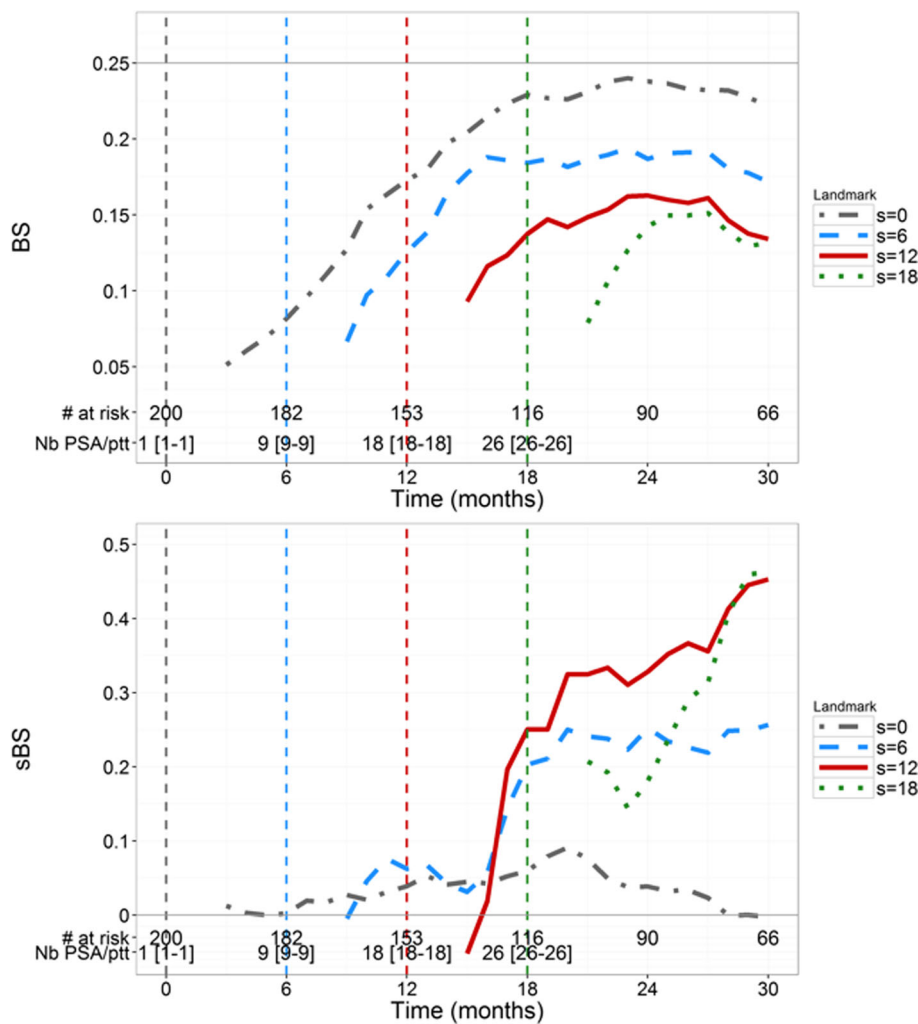 0.25
0.2
0.15
0.1
0.05
BS
Landmark
s=0
s=6
s=12
s=18
# at risk 200 182 153 116 90 66
Nb PSA/ptt 1 [1-1] 9 [9-9] 18 [18-18] 26 [26-26]
0 6 12 18 24 30
Time (months)
0.5
0.4
0.3
0.2
0.1
0
sBS
Landmark
s=0
s=6
s=12
s=18
# at risk 200 182 153 116 90 66
Nb PSA/ptt 1 [1-1] 9 [9-9] 18 [18-18] 26 [26-26]
0 6 12 18 24 30
Time (months)